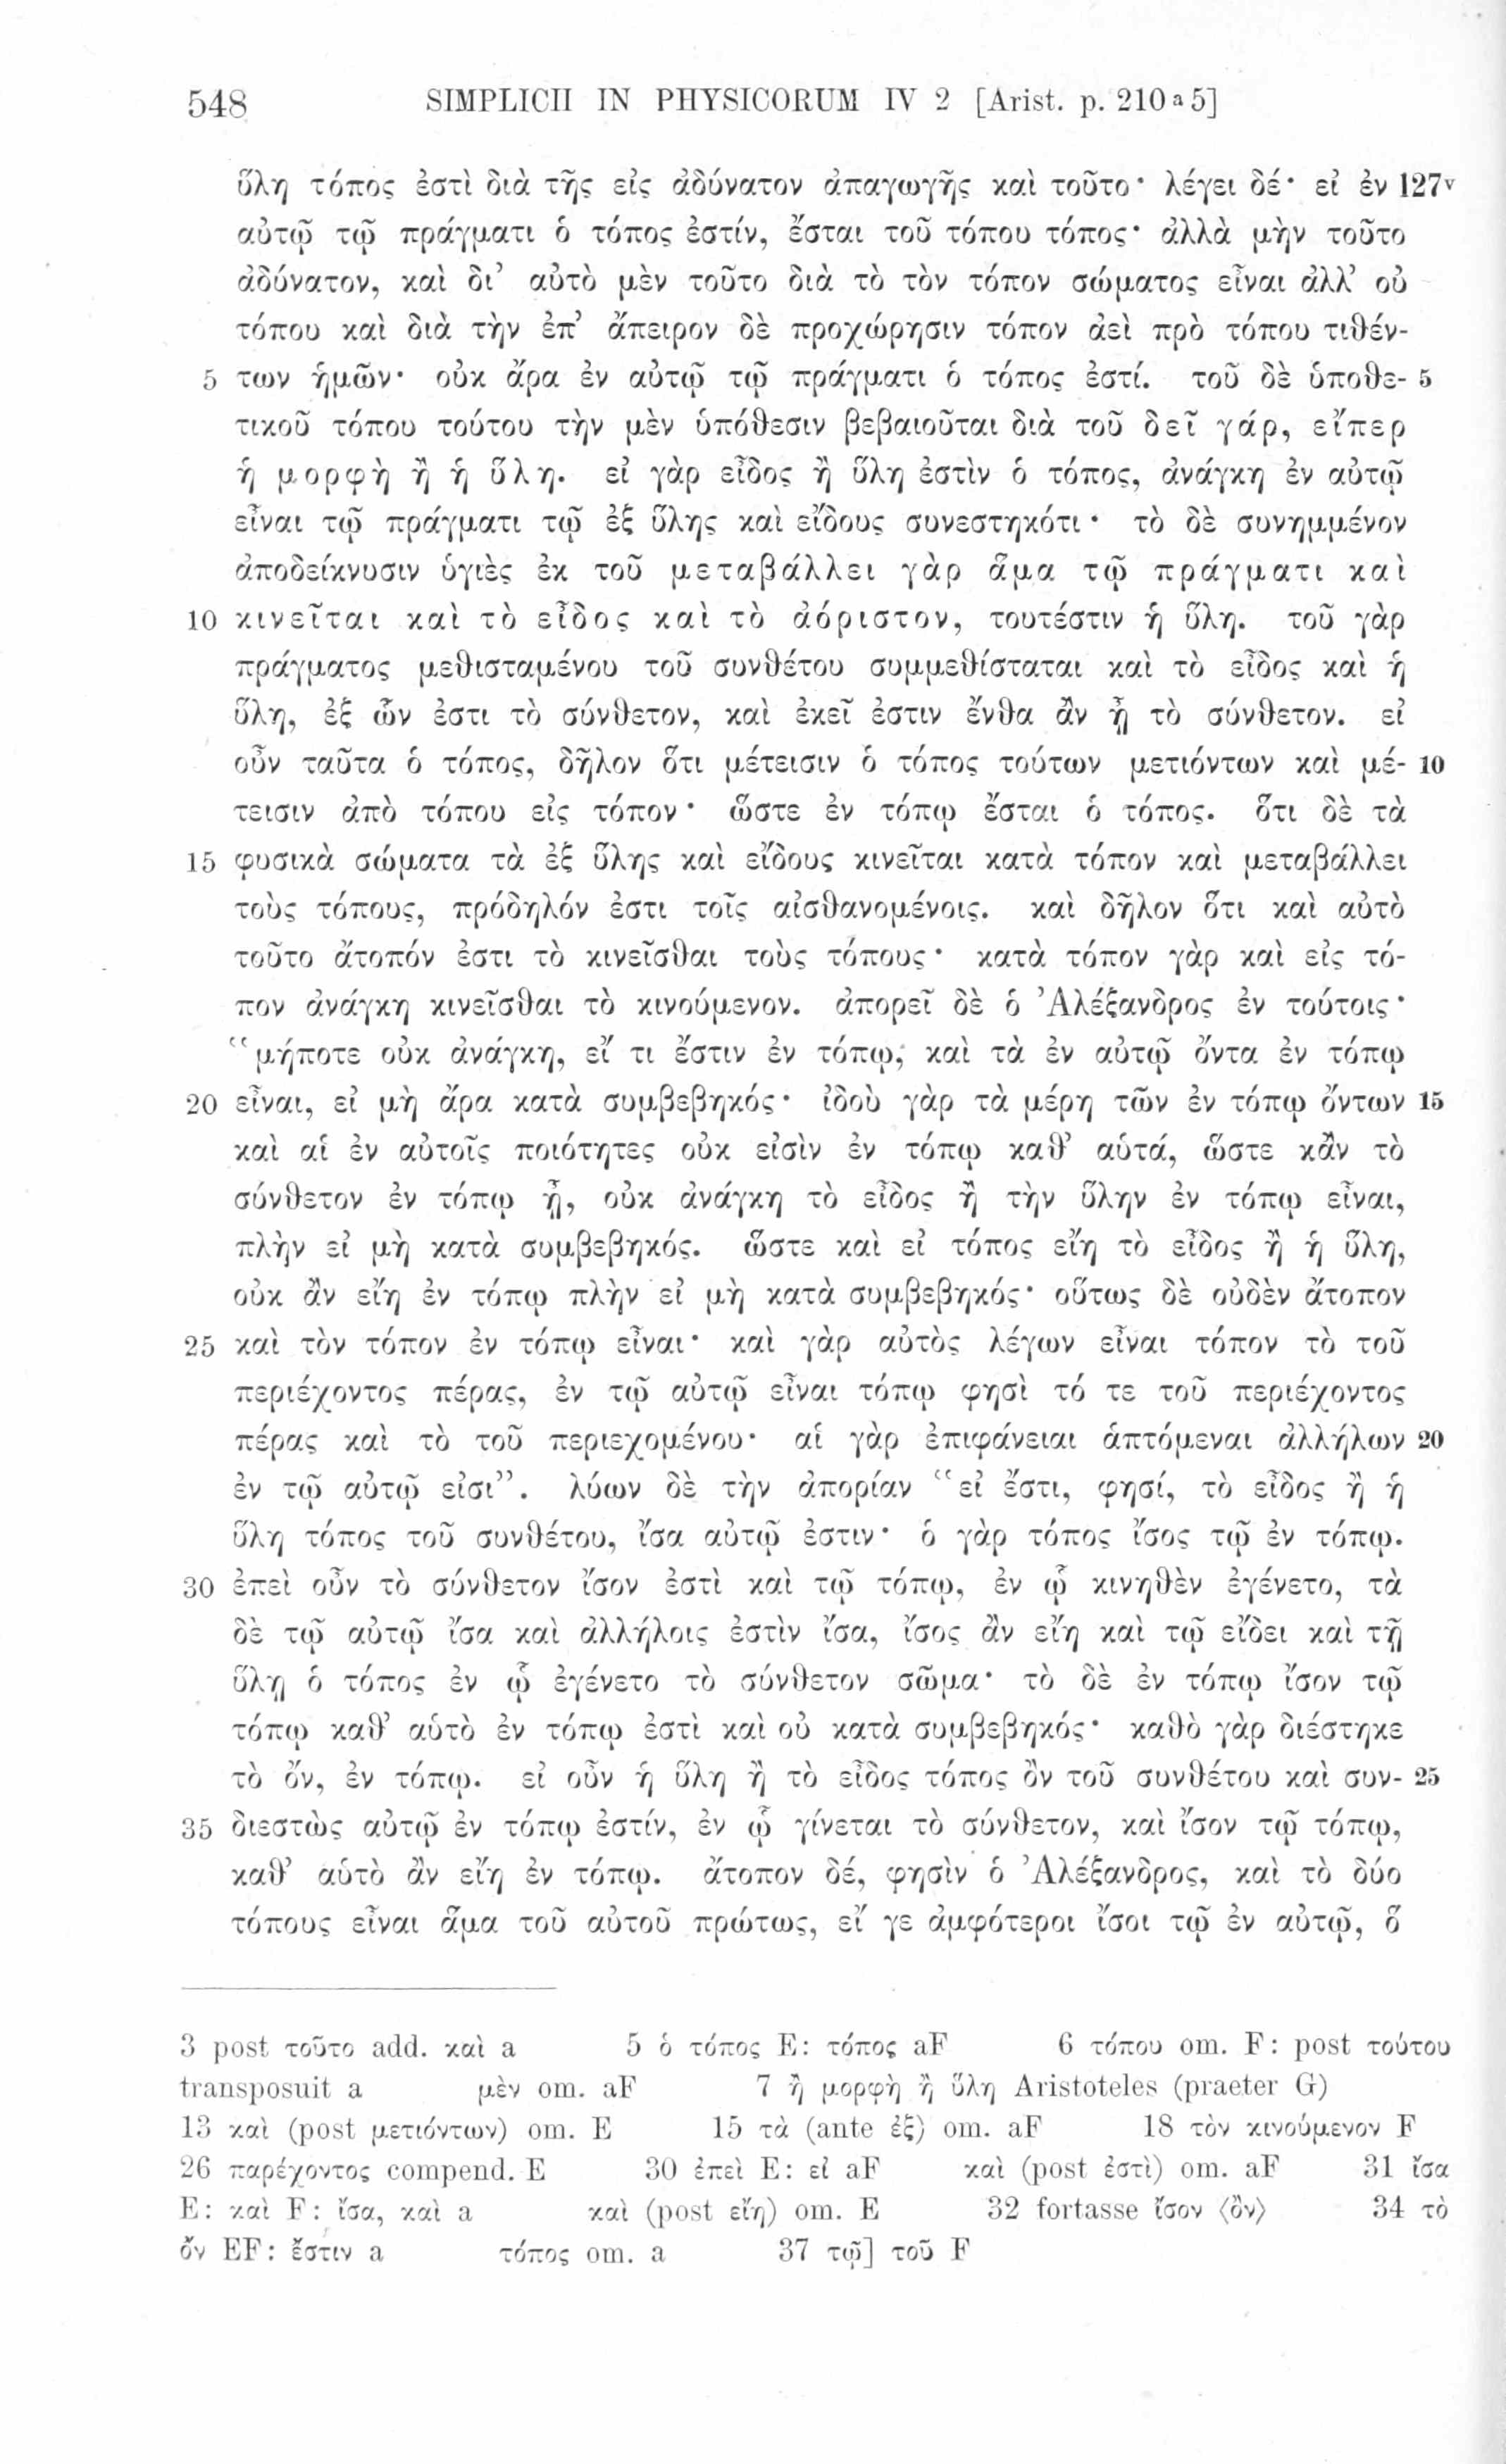 548 SIMPLICII IN PHYSICORUM IV 2 [Arist. p. 210 a 5]
ὕλη τόπος ἐστὶ διὰ τῆς εἰς ἀδύνατον ἀπαγωγῆς καὶ τοῦτο· λέγει δέ· εἰ ἐν 127v
αὐτῷ τῷ πράγματι ὁ τόπος ἐστίν, ἔσται τοῦ τόπου τόπος· ἀλλὰ μὴν τοῦτο
ἀδύνατον, καὶ δι’ αὐτὸ μὲν τοῦτο διὰ τὸ τὸν τόπον σώματος εἶναι ἀλλ’ οὐ
τόπου καὶ διὰ τὴν ἐπ’ ἄπειρον δὲ προχώρησιν τόπον ἀεὶ πρὸ τόπου τιθέν-
5 των ἡμῶν· οὐκ ἄρα ἐν αὐτῷ τῷ πράγματι ὁ τόπος ἐστί. τοῦ δὲ ὑποθε- 5
τικοῦ τόπου τούτου τὴν μὲν ὑπόθεσιν βεβαιοῦται διὰ τοῦ δεῖ γάρ, εἴπερ
ἡ μορφὴ ἢ ἡ ὕλη. εἰ γὰρ εἶδος ἢ ὕλη ἐστὶν ὁ τόπος, ἀνάγκη ἐν αὐτῷ
εἶναι τῷ πράγματι τῷ ἐξ ὕλης καὶ εἴδους συνεστηκότι· τὸ δὲ συνημμένον
ἀποδείκνυσιν ὑγιὲς ἐκ τοῦ μεταβάλλει γὰρ ἅμα τῷ πράγματι καὶ
10 κινεῖται καὶ τὸ εἶδος καὶ τὸ ἀόριστον, τουτέστιν ἡ ὕλη. τοῦ γὰρ
πράγματος μεθισταμένου τοῦ συνθέτου συμμεθίσταται καὶ τὸ εἶδος καὶ ἡ
ὕλη, ἐξ ὧν ἐστι τὸ σύνθετον, καὶ ἐκεῖ ἐστιν ἔνθα ἂν ᾖ τὸ σύνθετον. εἰ
οὖν ταῦτα ὁ τόπος, δῆλον ὅτι μέτεισιν ὁ τόπος τούτων μετιόντων καὶ μέ- 10
τεισιν ἀπὸ τόπου εἰς τόπον· ὥστε ἐν τόπῳ ἔσται ὁ τόπος. ὅτι δὲ τὰ
15 φυσικὰ σώματα τὰ ἐξ ὕλης καὶ εἴδους κινεῖται κατὰ τόπον καὶ μεταβάλλει
τοὺς τόπους, πρόδηλόν ἐστι τοῖς αἰσθανομένοις. καὶ δῆλον ὅτι καὶ αὐτὸ
τοῦτο ἄτοπόν ἐστι τὸ κινεῖσθαι τοὺς τόπους· κατὰ τόπον γὰρ καὶ εἰς τό-
πον ἀνάγκη κινεῖσθαι τὸ κινούμενον. ἀπορεῖ δὲ ὁ Ἀλέξανδρος ἐν τούτοις·
“μήποτε οὐκ ἀνάγκη, εἴ τι ἔστιν ἐν τόπῳ, καὶ τὰ ἐν αὐτῷ ὄντα ἐν τόπῳ
20 εἶναι, εἰ μὴ ἄρα κατὰ συμβεβηκός· ἰδοὺ γὰρ τὰ μέρη τῶν ἐν τόπῳ ὄντων 15
καὶ αἱ ἐν αὐτοῖς ποιότητες οὐκ εἰσὶν ἐν τόπῳ καθ’ αὑτά, ὥστε κἂν τὸ
σύνθετον ἐν τόπῳ ᾖ, οὐκ ἀνάγκη τὸ εἶδος ἢ τὴν ὕλην ἐν τόπῳ εἶναι,
πλὴν εἰ μὴ κατὰ συμβεβηκός. ὥστε καὶ εἰ τόπος εἴη τὸ εἶδος ἢ ἡ ὕλη,
οὐκ ἂν εἴη ἐν τόπῳ πλὴν εἰ μὴ κατὰ συμβεβηκός· οὕτως δὲ οὐδὲν ἄτοπον
25 καὶ τὸν τόπον ἐν τόπῳ εἶναι· καὶ γὰρ αὐτὸς λέγων εἶναι τόπον τὸ τοῦ
περιέχοντος πέρας, ἐν τῷ αὐτῷ εἶναι τόπῳ φησὶ τό τε τοῦ περιέχοντος
πέρας καὶ τὸ τοῦ περιεχομένου· αἱ γὰρ ἐπιφάνειαι ἁπτόμεναι ἀλλήλων 20
ἐν τῷ αὐτῷ εἰσι”. λύων δὲ τὴν ἀπορίαν “εἰ ἔστι, φησί, τὸ εἶδος ἢ ἡ
ὕλη τόπος τοῦ συνθέτου, ἴσα αὐτῷ ἐστιν· ὁ γὰρ τόπος ἴσος τῷ ἐν τόπῳ.
30 ἐπεὶ οὖν τὸ σύνθετον ἴσον ἐστὶ καὶ τῷ τόπῳ, ἐν ᾧ κινηθὲν ἐγένετο, τὰ
δὲ τῷ αὐτῷ ἴσα καὶ ἀλλήλοις ἐστὶν ἴσα, ἴσος ἂν εἴη καὶ τῷ εἴδει καὶ τῇ
ὕλῃ ὁ τόπος ἐν ᾧ ἐγένετο τὸ σύνθετον σῶμα· τὸ δὲ ἐν τόπῳ ἴσον τῷ
τόπῳ καθ’ αὑτὸ ἐν τόπῳ ἐστὶ καὶ οὐ κατὰ συμβεβηκός· καθὸ γὰρ διέστηκε
τὸ ὄν, ἐν τόπῳ. εἰ οὖν ἡ ὕλη ἢ τὸ εἶδος τόπος ὂν τοῦ συνθέτου καὶ συν- 25
35 διεστὼς αὐτῷ ἐν τόπῳ ἐστίν, ἐν ᾧ γίνεται τὸ σύνθετον, καὶ ἴσον τῷ τόπῳ,
καθ’ αὑτὸ ἂν εἴη ἐν τόπῳ. ἄτοπον δέ, φησὶν ὁ Ἀλέξανδρος, καὶ τὸ δύο
τόπους εἶναι ἅμα τοῦ αὐτοῦ πρώτως, εἴ γε ἀμφότεροι ἴσοι τῷ ἐν αὐτῷ, ὅ
3 post τοῦτο add. καὶ a 5 ὁ τόπος E: τόπος aF 6 τόπου om. F: post τούτου
transposuit a μὲν om. aF 7 ἢ μορφὴ ἢ ὕλη Aristoteles (praeter G)
13 καὶ (post μετιόντων) om. E 15 τὰ (ante ἐξ) om. aF 18 τὸν κινούμενον F
26 παρέχοντος compend. E 30 ἐπεὶ E: εἰ aF καὶ (post ἐστὶ) om. aF 31 ἴσα
E: καὶ F: ἴσα, καὶ a καὶ (post εἴη) om. E 32 fortasse ἴσον ⟨ὂν⟩ 34 τὸ
ὄν EF: ἔστιν a τόπος om. a 37 τῷ] τοῦ F